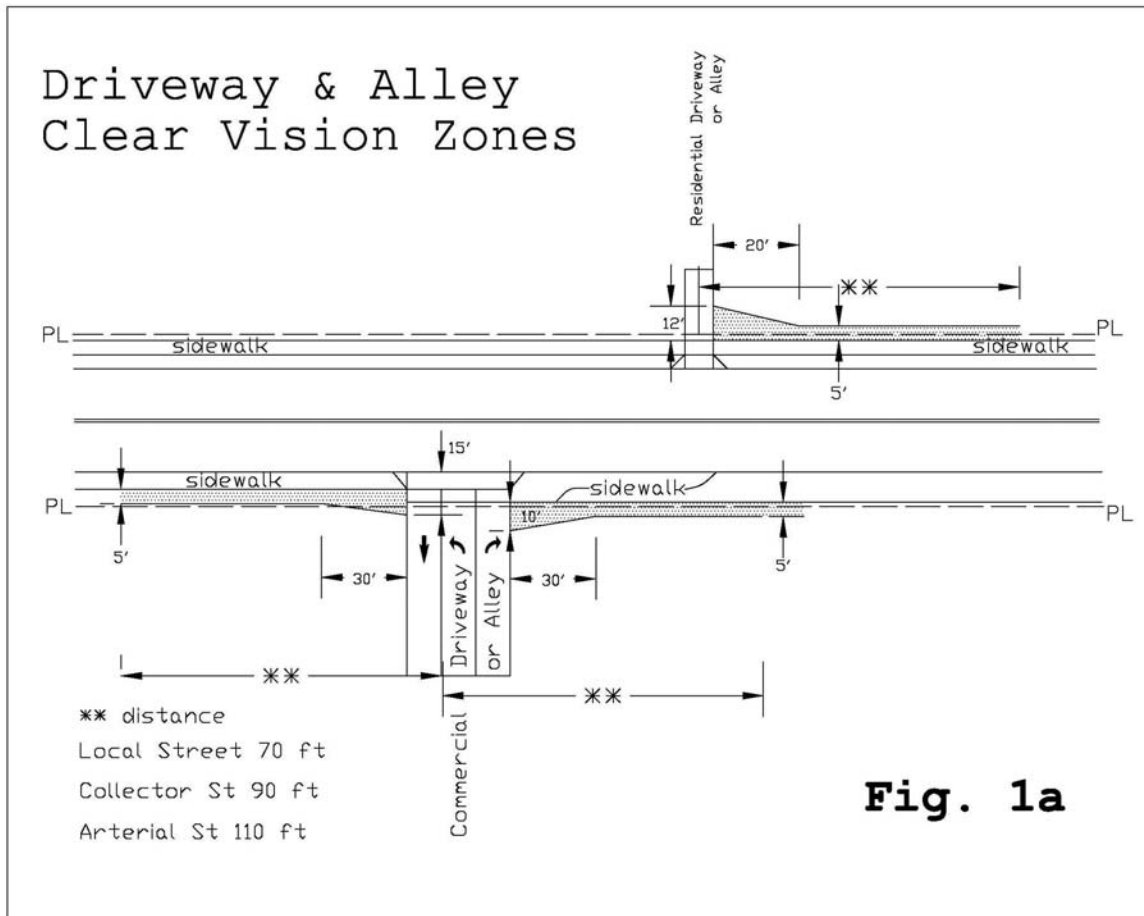 Driveway & Alley
Clear Vision Zones
Residential Driveway
or Alley
20'
**
12'
PL
PL
sidewalk
sidewalk
5'
15'
sidewalk
sidewalk
PL
10'
PL
5'
5'
30'
30'
Driveway
or Alley
**
**
Commercial
** distance
Local Street 70 ft
Collector St 90 ft
Arterial St 110 ft
Fig. 1a